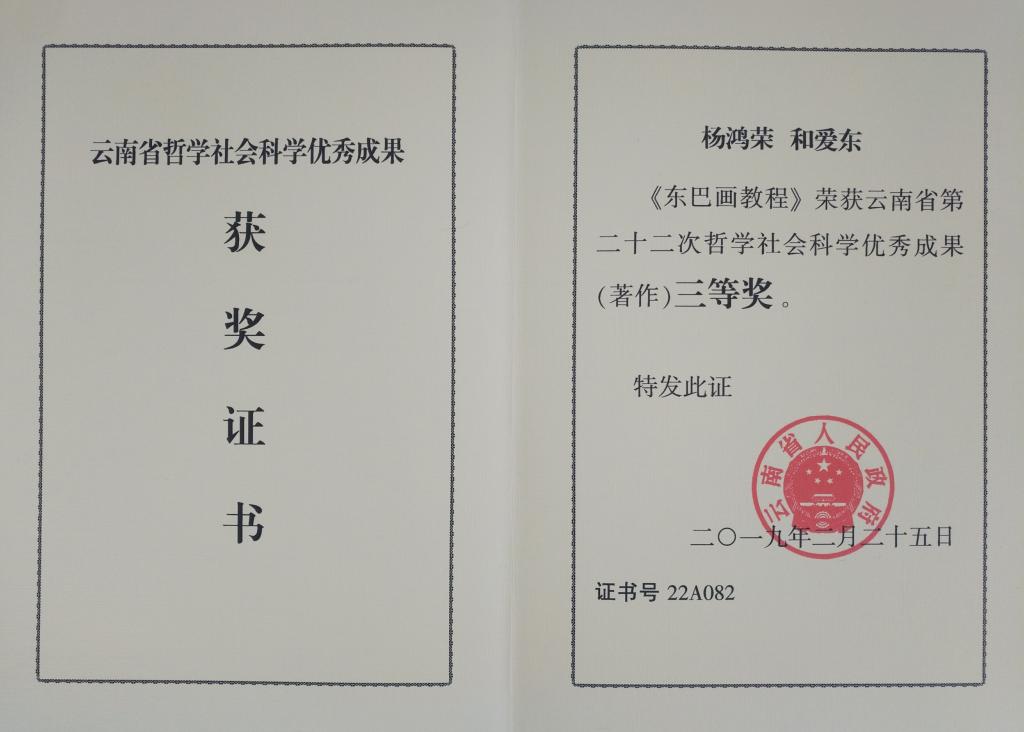 云南省哲学社会科学优秀成果
获
奖
证
书
杨鸿荣 和爱东
《东巴画教程》荣获云南省第
二十二次哲学社会科学优秀成果
(著作)三等奖。
特发此证
云南省人民政府
二〇一九年二月二十五日
证书号 22A082